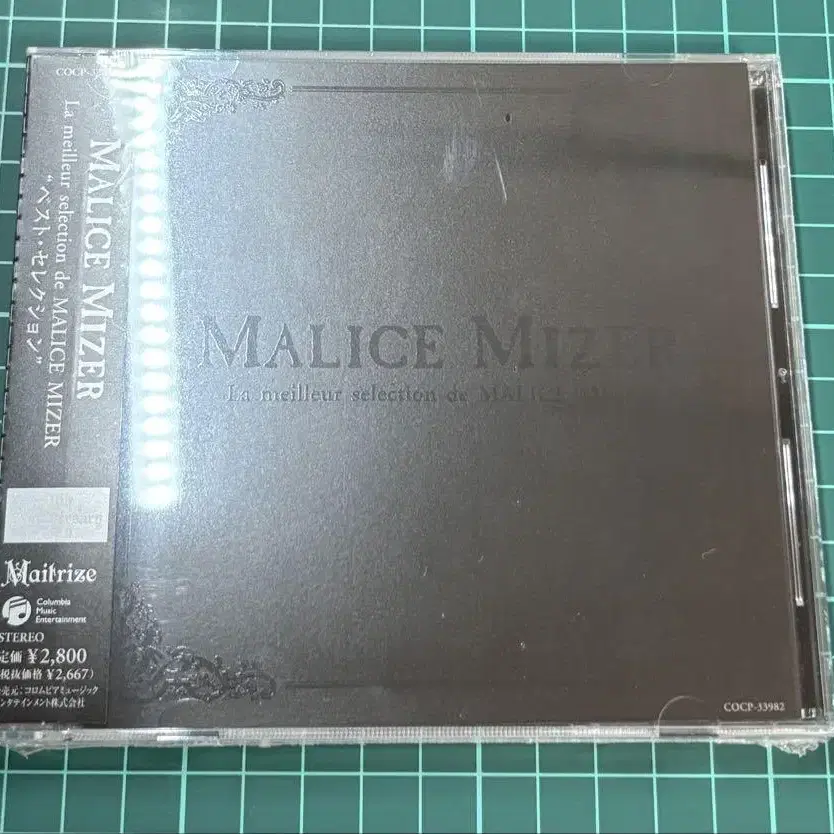 MALICE MIZER
La meilleur selection de MALICE MIZER
“ベスト・セレクション”
Maitrize
Columbia
Music
Entertainment
STEREO
定価 ¥2,800
税抜価格 ¥2,667)
売元:コロムビアミュージック
ンタテインメント株式会社
MALICE MIZER
La meilleur selection de MALICE
COCP-33982